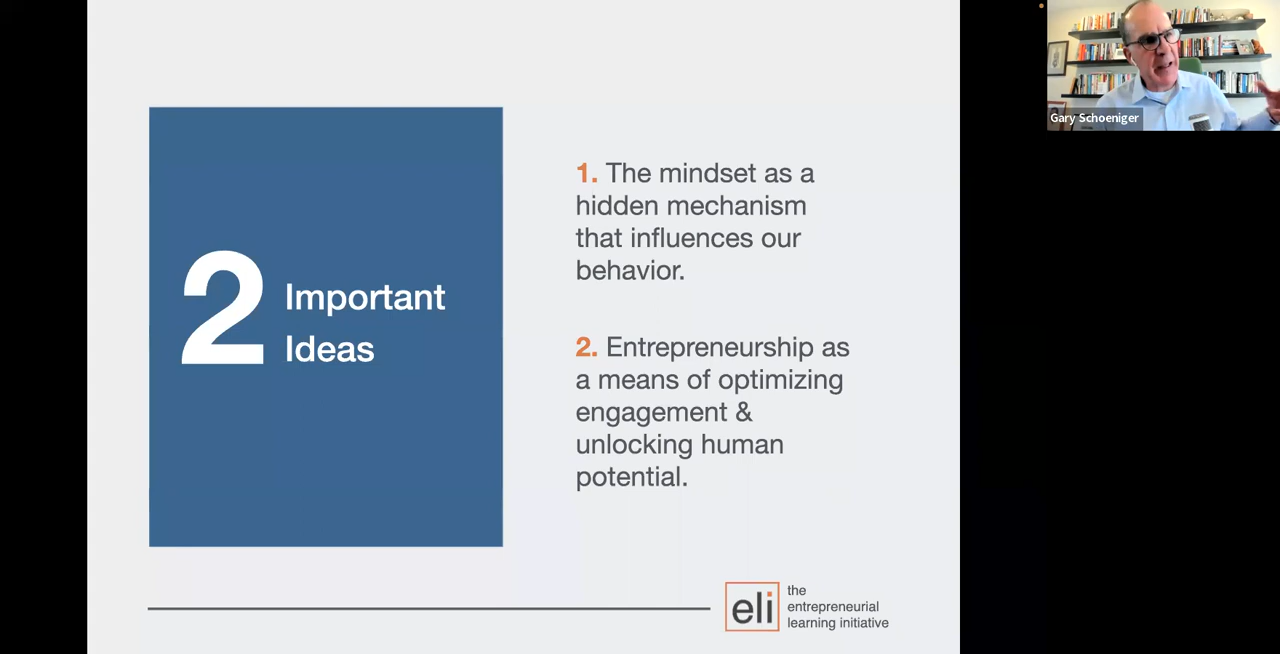 2
Important
Ideas
1. The mindset as a
hidden mechanism
that influences our
behavior.
2. Entrepreneurship as
a means of optimizing
engagement &
unlocking human
potential.
eli
the
entrepreneurial
learning initiative
Gary Schoeniger